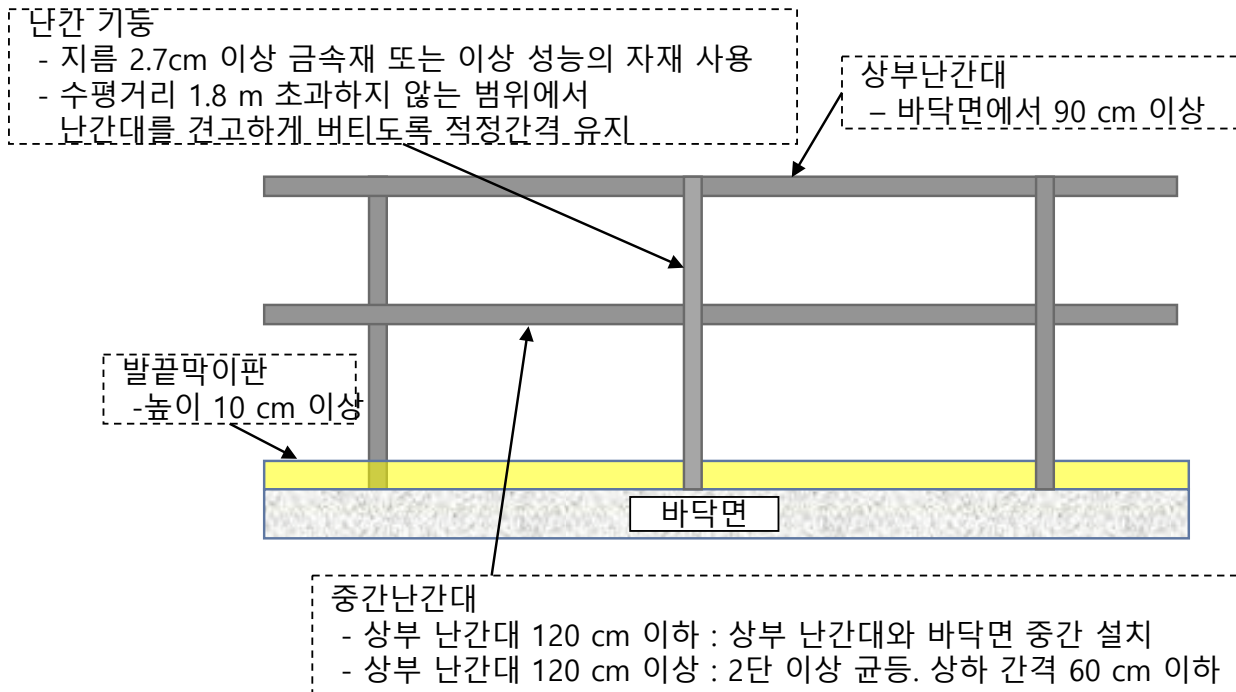 난간 기둥
- 지름 2.7cm 이상 금속재 또는 이상 성능의 자재 사용
- 수평거리 1.8 m 초과하지 않는 범위에서
난간대를 견고하게 버티도록 적정간격 유지
상부난간대
– 바닥면에서 90 cm 이상
발끝막이판
-높이 10 cm 이상
바닥면
중간난간대
- 상부 난간대 120 cm 이하 : 상부 난간대와 바닥면 중간 설치
- 상부 난간대 120 cm 이상 : 2단 이상 균등. 상하 간격 60 cm 이하